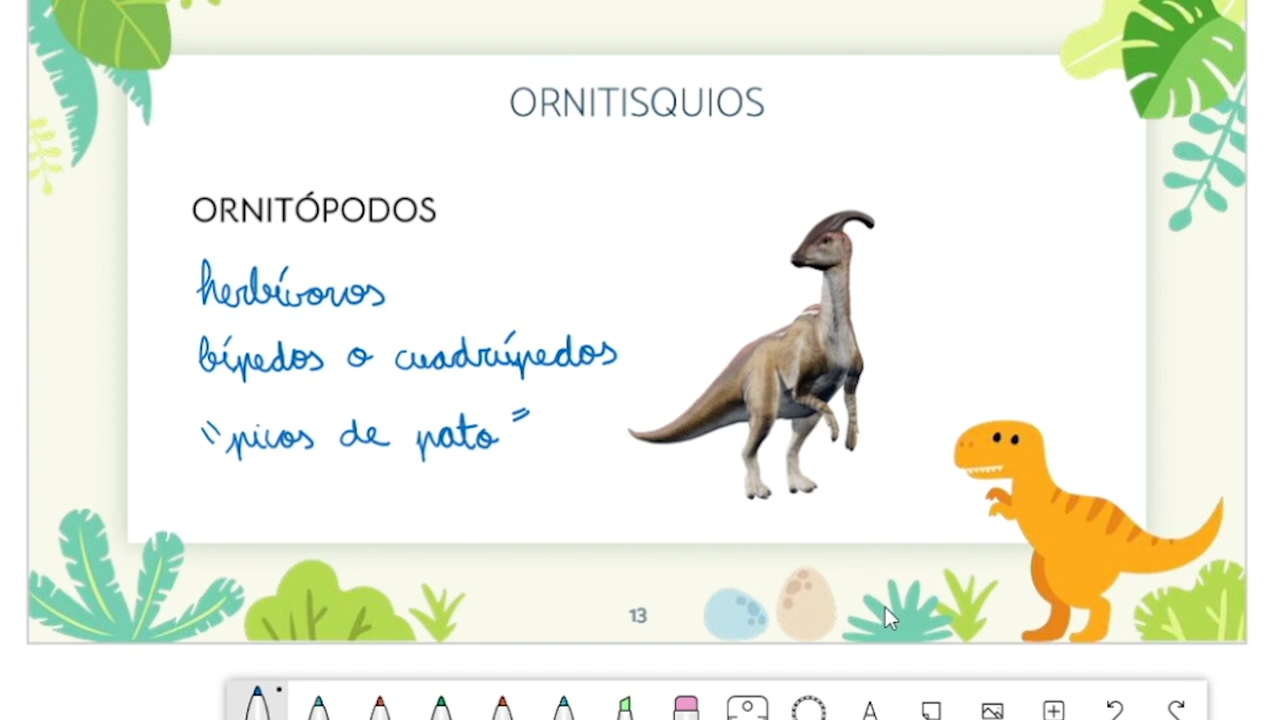 ORNITISQUIOS
ORNITÓPODOS
herbívoros
bípedos o cuadrúpedos
"picos de pato"
13